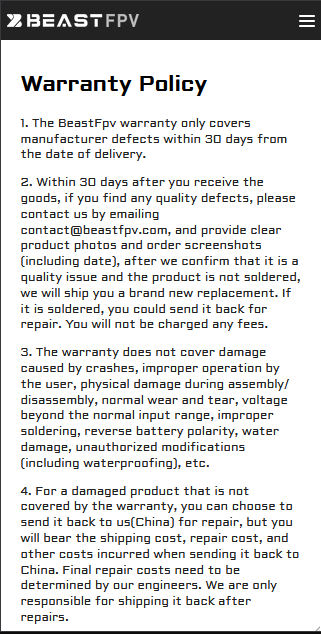 BEASTFPV
Warranty Policy
1. The BeastFpv warranty only covers
manufacturer defects within 30 days from
the date of delivery.
2. Within 30 days after you receive the
goods, if you find any quality defects, please
contact us by emailing
contact@beastfpv.com, and provide clear
product photos and order screenshots
(including date), after we confirm that it is a
quality issue and the product is not soldered,
we will ship you a brand new replacement. If
it is soldered, you could send it back for
repair. You will not be charged any fees.
3. The warranty does not cover damage
caused by crashes, improper operation by
the user, physical damage during assembly/
disassembly, normal wear and tear, voltage
beyond the normal input range, improper
soldering, reverse battery polarity, water
damage, unauthorized modifications
(including waterproofing), etc.
4. For a damaged product that is not
covered by the warranty, you can choose to
send it back to us(China) for repair, but you
will bear the shipping cost, repair cost, and
other costs incurred when sending it back to
China. Final repair costs need to be
determined by our engineers. We are only
responsible for shipping it back after
repairs.